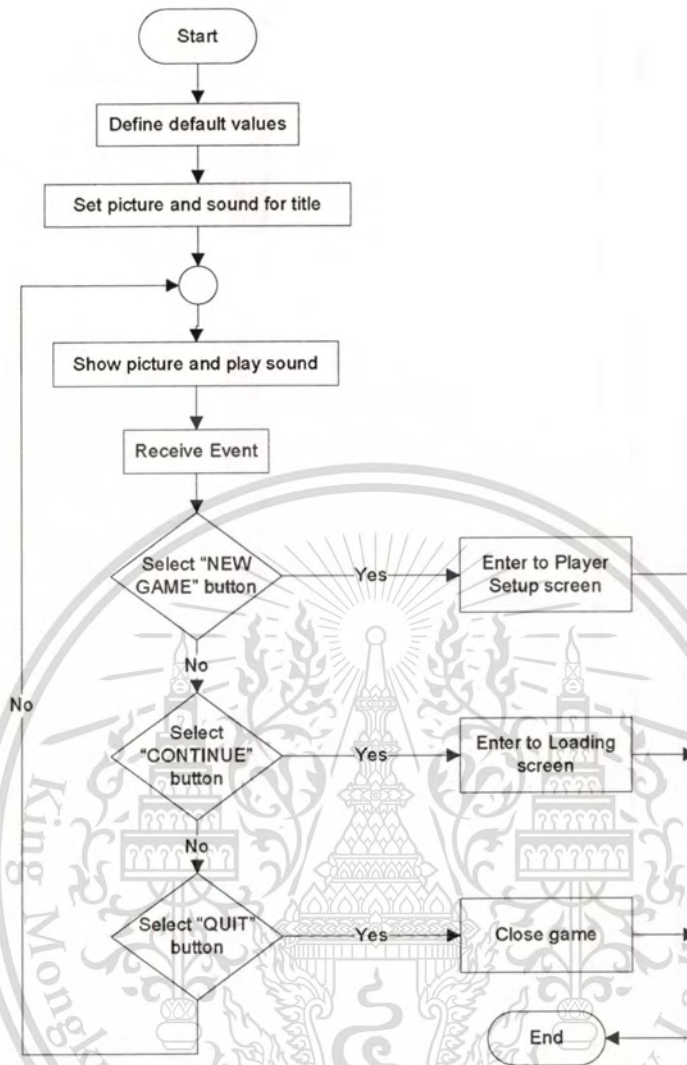 Start
Define default values
Set picture and sound for title
Show picture and play sound
Receive Event
Select "NEW
GAME" button
Yes
Enter to Player
Setup screen
No
Select
"CONTINUE"
button
Yes
Enter to Loading
screen
No
No
Select "QUIT"
button
Yes
Close game
End
King